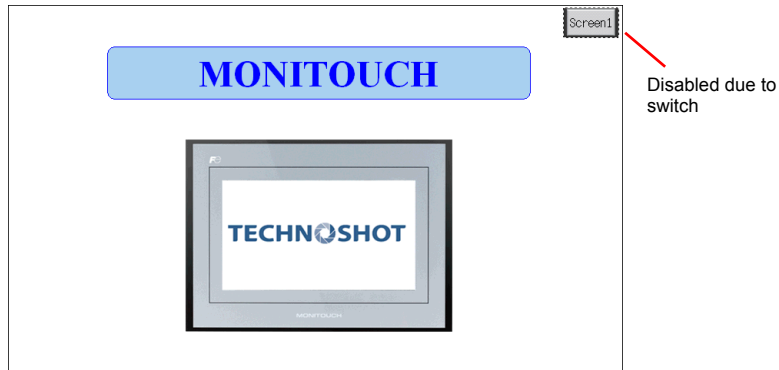 Screen1
MONITOUCH
Disabled due to
switch
TECHNOSHOT
MONITOUCH